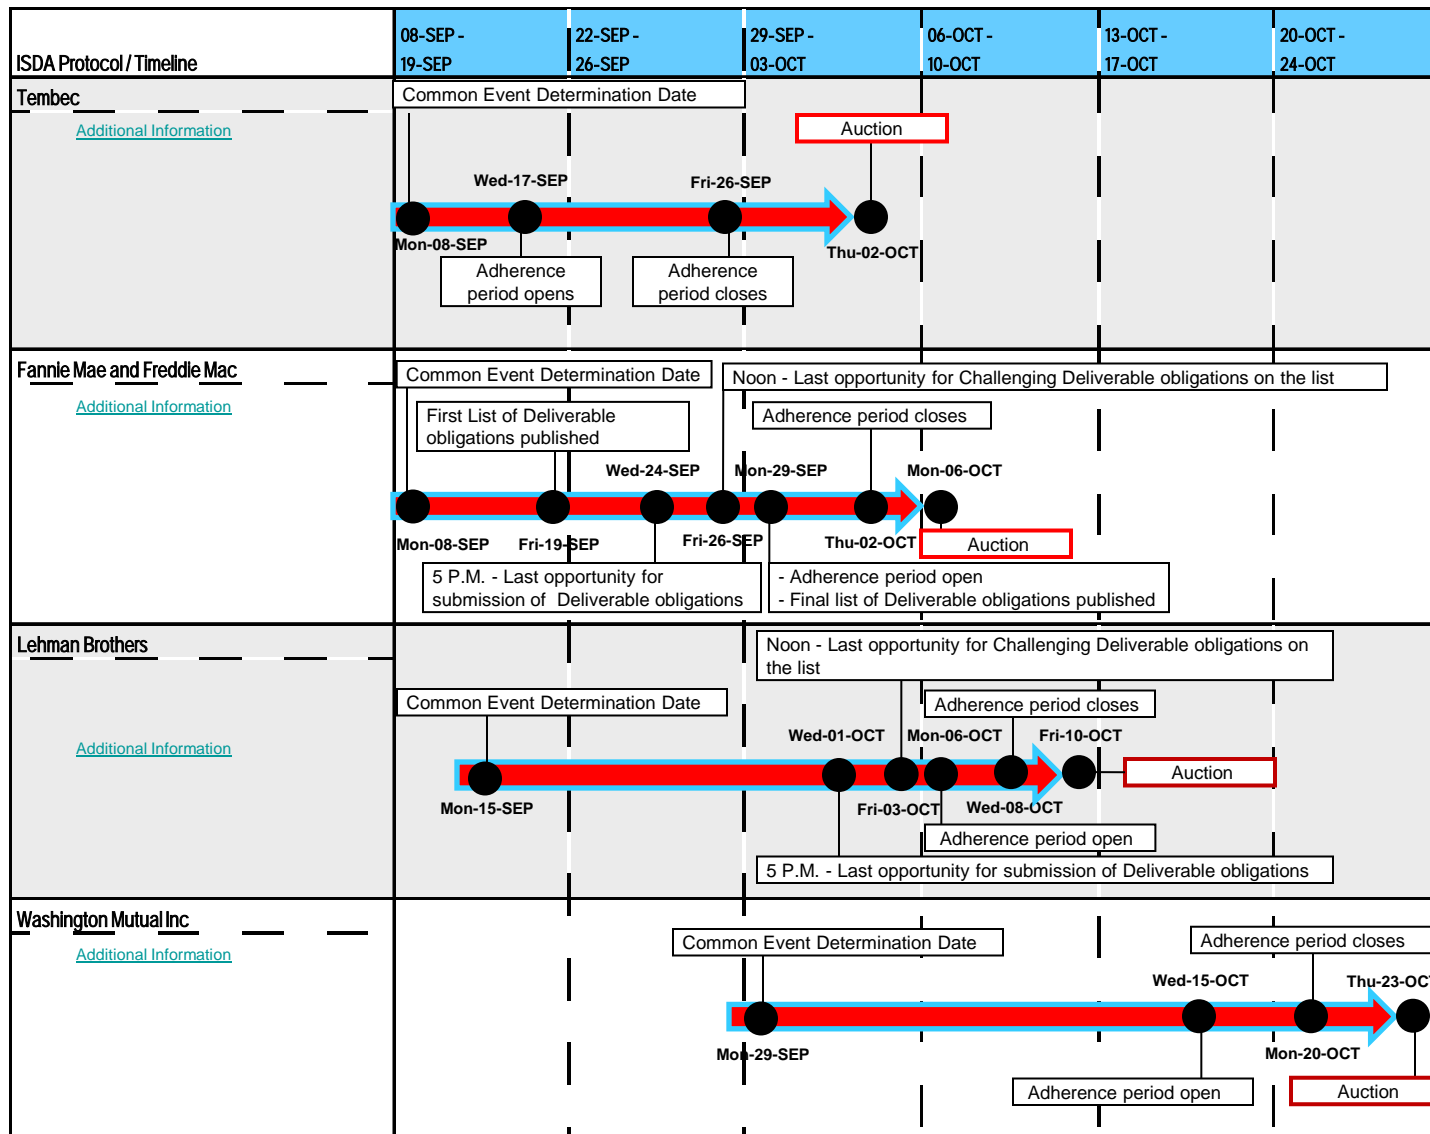 ISDA Protocol / Timeline
08-SEP -
19-SEP
22-SEP -
26-SEP
29-SEP -
03-OCT
06-OCT -
10-OCT
13-OCT -
17-OCT
20-OCT -
24-OCT
Tembec
Additional Information
Common Event Determination Date
Auction
Wed-17-SEP
Fri-26-SEP
Mon-08-SEP
Thu-02-OCT
Adherence
period opens
Adherence
period closes
Fannie Mae and Freddie Mac
Additional Information
Common Event Determination Date
Noon - Last opportunity for Challenging Deliverable obligations on the list
First List of Deliverable
obligations published
Adherence period closes
Wed-24-SEP
Mon-29-SEP
Mon-06-OCT
Mon-08-SEP
Fri-19-SEP
Fri-26-SEP
Thu-02-OCT
Auction
5 P.M. - Last opportunity for
submission of Deliverable obligations
- Adherence period open
- Final list of Deliverable obligations published
Lehman Brothers
Additional Information
Noon - Last opportunity for Challenging Deliverable obligations on
the list
Common Event Determination Date
Adherence period closes
Wed-01-OCT
Mon-06-OCT
Fri-10-OCT
Auction
Mon-15-SEP
Fri-03-OCT
Wed-08-OCT
Adherence period open
5 P.M. - Last opportunity for submission of Deliverable obligations
Washington Mutual Inc
Additional Information
Common Event Determination Date
Adherence period closes
Wed-15-OCT
Thu-23-OCT
Mon-29-SEP
Mon-20-OCT
Adherence period open
Auction